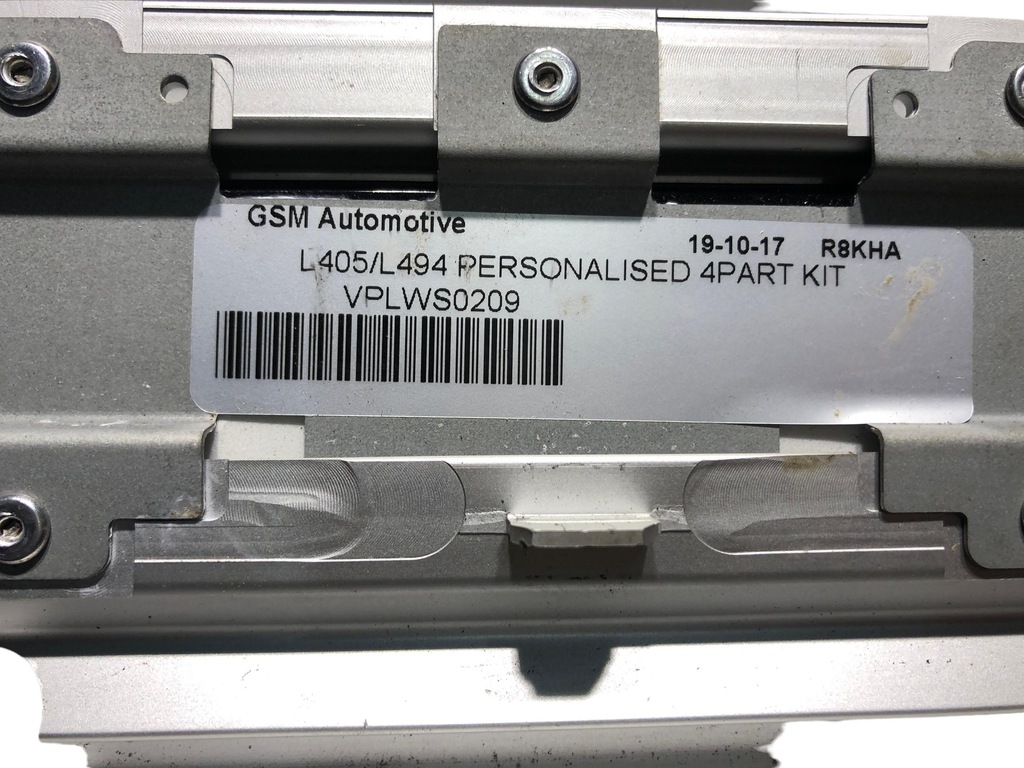 GSM Automotive
19-10-17 R8KHA
L405/L494 PERSONALISED 4PART KIT
VPLWS0209